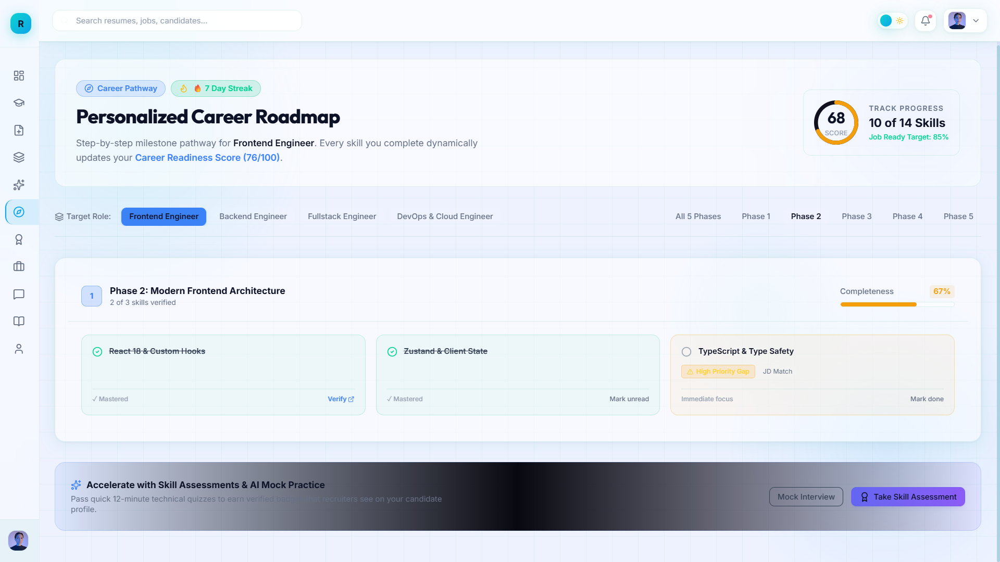 R
Search resumes, jobs, candidates...
Career Pathway
🔥 7 Day Streak
Personalized Career Roadmap
Step-by-step milestone pathway for Frontend Engineer. Every skill you complete dynamically
updates your Career Readiness Score (76/100).
68
SCORE
TRACK PROGRESS
10 of 14 Skills
Job Ready Target: 85%
Target Role:
Frontend Engineer
Backend Engineer
Fullstack Engineer
DevOps & Cloud Engineer
All 5 Phases
Phase 1
Phase 2
Phase 3
Phase 4
Phase 5
1
Phase 2: Modern Frontend Architecture
2 of 3 skills verified
Completeness
67%
React 18 & Custom Hooks
✓ Mastered
Verify
Zustand & Client State
✓ Mastered
Mark unread
TypeScript & Type Safety
High Priority Gap
JD Match
Immediate focus
Mark done
Accelerate with Skill Assessments & AI Mock Practice
Pass quick 12-minute technical quizzes to earn verified recruiters see on your candidate
profile.
Mock Interview
Take Skill Assessment